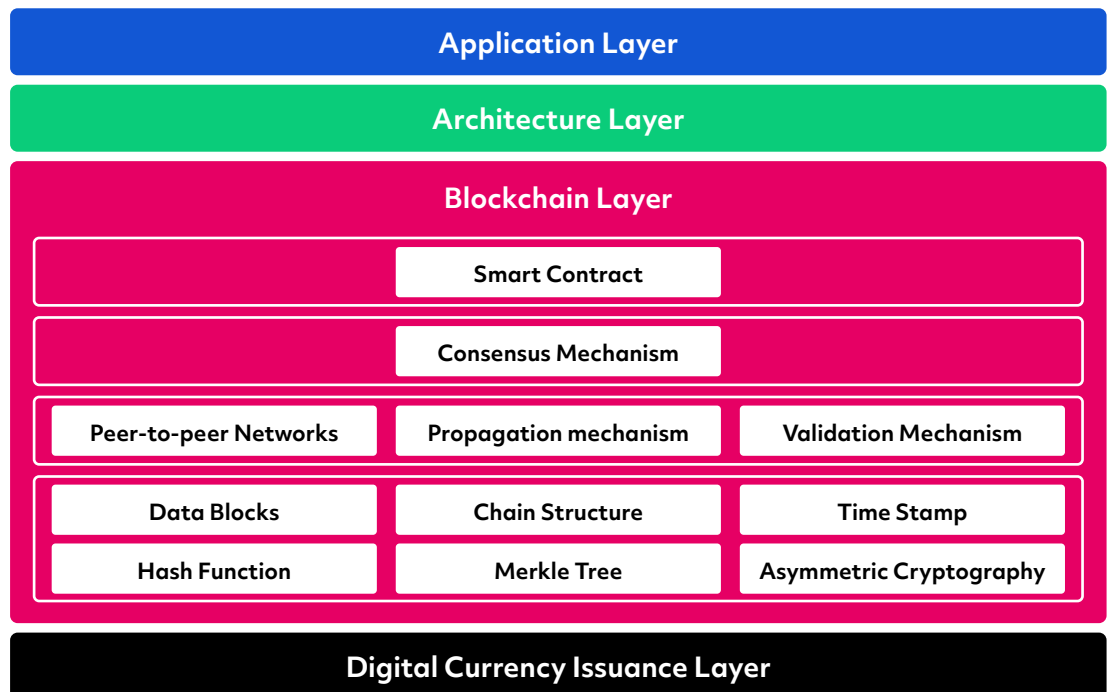 Application Layer
Architecture Layer
Blockchain Layer
Smart Contract
Consensus Mechanism
Peer-to-peer Networks
Propagation mechanism
Validation Mechanism
Data Blocks
Chain Structure
Time Stamp
Hash Function
Merkle Tree
Asymmetric Cryptography
Digital Currency Issuance Layer